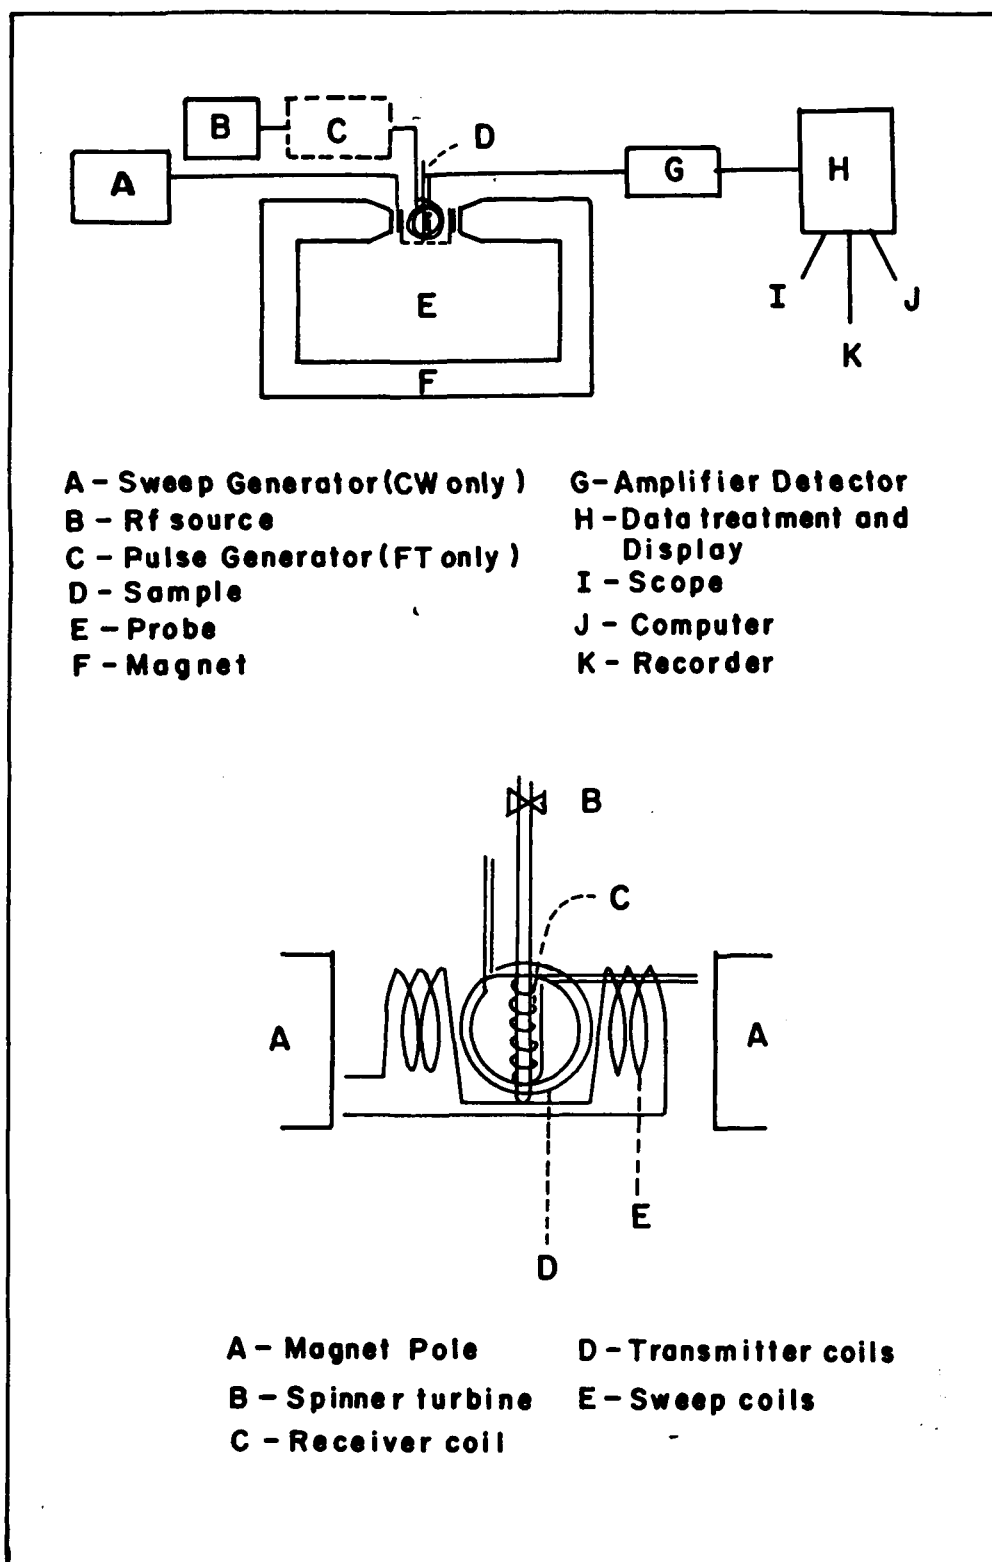 B
C
D
A
G
H
E
I
J
F
K
A - Sweep Generator (CW only)
B - Rf source
C - Pulse Generator (FT only)
D - Sample
E - Probe
F - Magnet
G - Amplifier Detector
H - Data treatment and
Display
I - Scope
J - Computer
K - Recorder
B
C
A
A
E
D
A - Magnet Pole
B - Spinner turbine
C - Receiver coil
D - Transmitter coils
E - Sweep coils